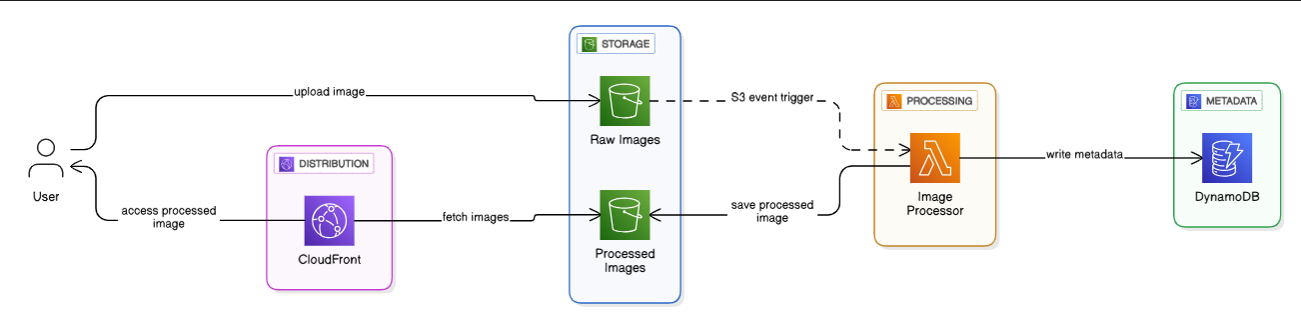 STORAGE
upload image
Raw Images
S3 event trigger
PROCESSING
METADATA
User
DISTRIBUTION
Image
Processor
write metadata
DynamoDB
access processed
image
CloudFront
fetch images
Processed
Images
save processed
image